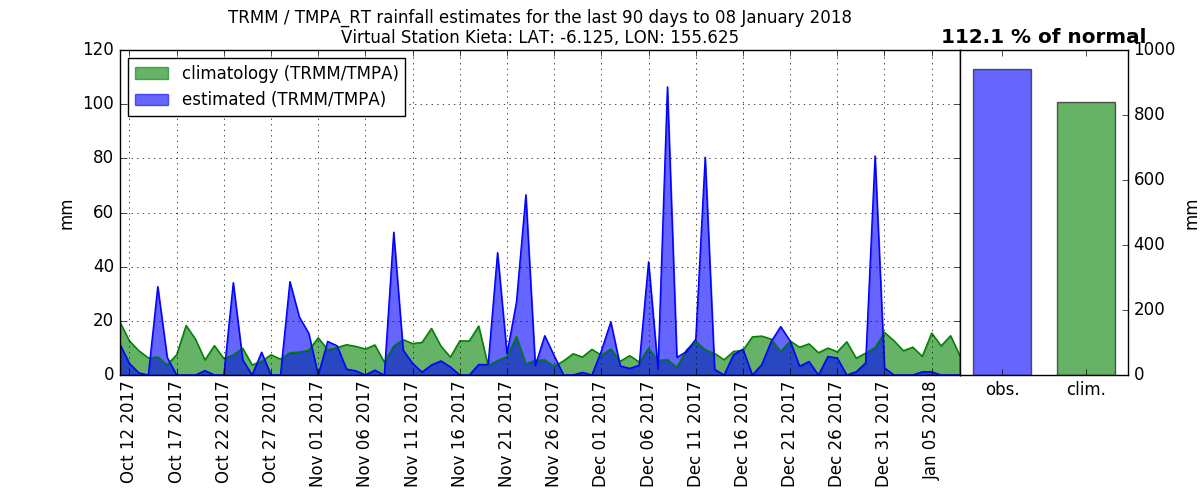 TRMM / TMPA_RT rainfall estimates for the last 90 days to 08 January 2018
Virtual Station Kieta: LAT: -6.125, LON: 155.625
112.1 % of normal
climatology (TRMM/TMPA)
estimated (TRMM/TMPA)
mm
120
100
80
60
40
20
0
Oct 12 2017
Oct 17 2017
Oct 22 2017
Oct 27 2017
Nov 01 2017
Nov 06 2017
Nov 11 2017
Nov 16 2017
Nov 21 2017
Nov 26 2017
Dec 01 2017
Dec 06 2017
Dec 11 2017
Dec 16 2017
Dec 21 2017
Dec 26 2017
Dec 31 2017
Jan 05 2018
obs.
clim.
1000
800
600
400
200
0
mm